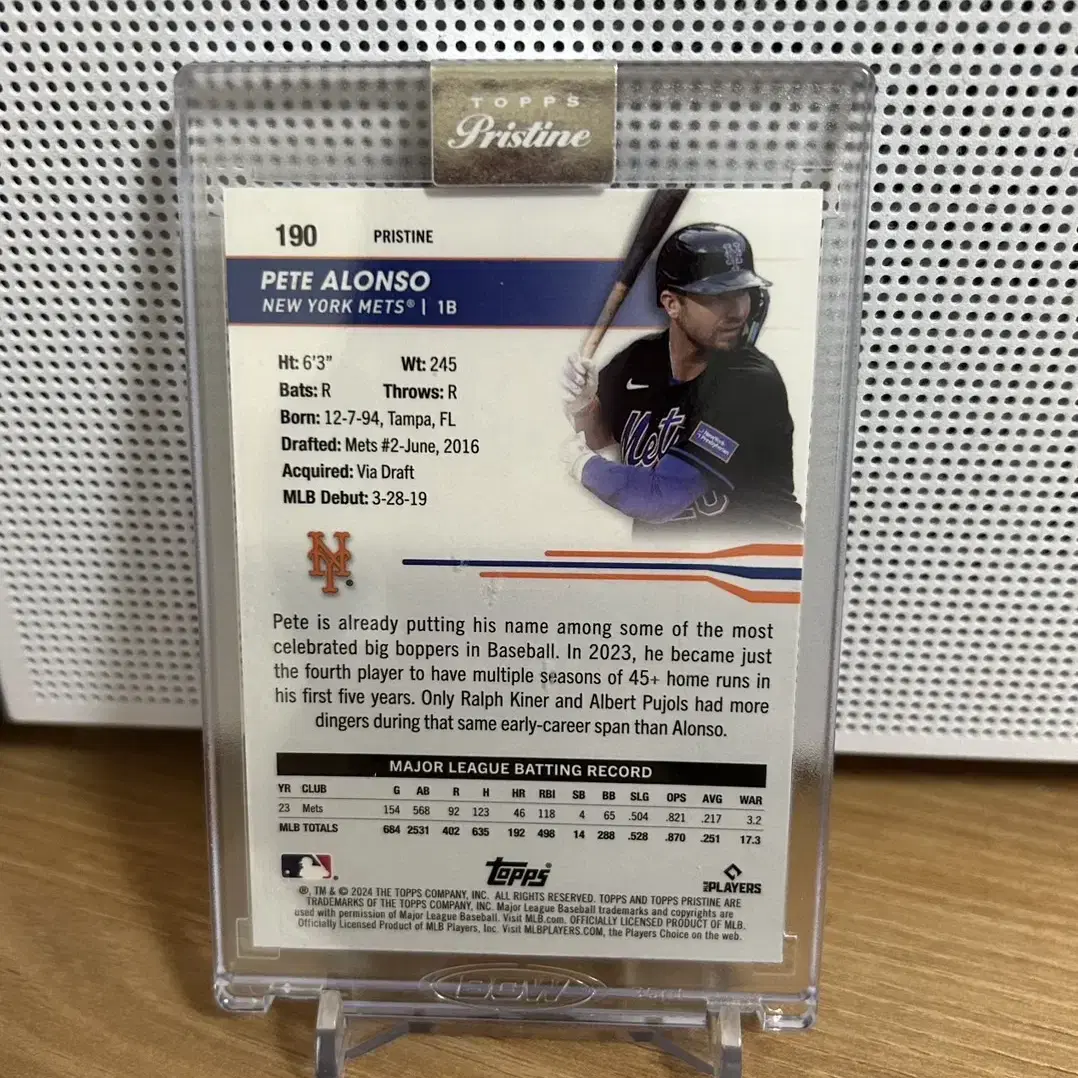 TOPPS
Pristine
190 PRISTINE
PETE ALONSO
NEW YORK METS® | 1B
Ht: 6'3" Wt: 245
Bats: R Throws: R
Born: 12-7-94, Tampa, FL
Drafted: Mets #2-June, 2016
Acquired: Via Draft
MLB Debut: 3-28-19
Mets
NewYork-
Presbyterian
NY®
Pete is already putting his name among some of the most
celebrated big boppers in Baseball. In 2023, he became just
the fourth player to have multiple seasons of 45+ home runs in
his first five years. Only Ralph Kiner and Albert Pujols had more
dingers during that same early-career span than Alonso.
MAJOR LEAGUE BATTING RECORD
YR CLUB G AB R H HR RBI SB BB SLG OPS AVG WAR
23 Mets 154 568 92 123 46 118 4 65 .504 .821 .217 3.2
MLB TOTALS 684 2531 402 635 192 498 14 288 .528 .870 .251 17.3
topps®
PLAYERS
®, TM & © 2024 THE TOPPS COMPANY, INC. ALL RIGHTS RESERVED. TOPPS AND TOPPS PRISTINE ARE
TRADEMARKS OF THE TOPPS COMPANY, INC. Major League Baseball trademarks and copyrights are
used with permission of Major League Baseball. Visit MLB.com. OFFICIALLY LICENSED PRODUCT OF MLB.
Officially Licensed Product of MLB Players, Inc. Visit MLBPLAYERS.COM, the Players Choice on the web.
BCW